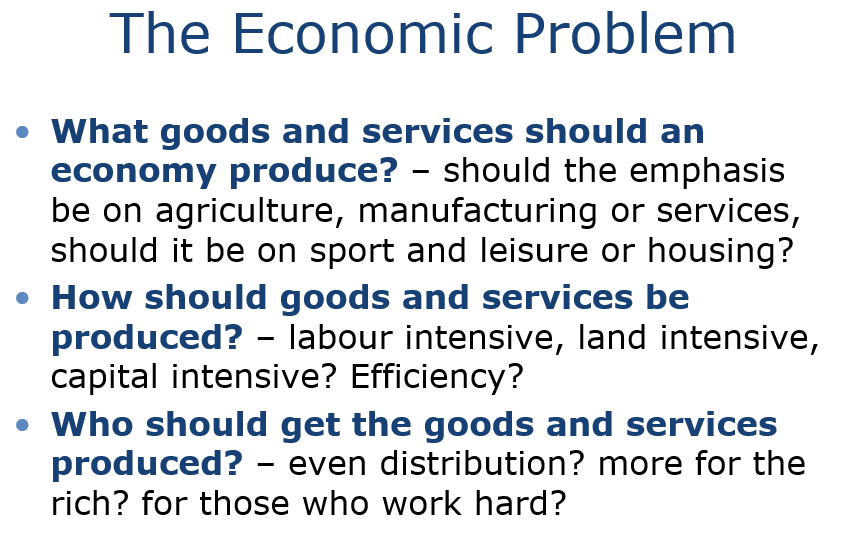 The Economic Problem
• What goods and services should an
economy produce? – should the emphasis
be on agriculture, manufacturing or services,
should it be on sport and leisure or housing?
• How should goods and services be
produced? – labour intensive, land intensive,
capital intensive? Efficiency?
• Who should get the goods and services
produced? – even distribution? more for the
rich? for those who work hard?